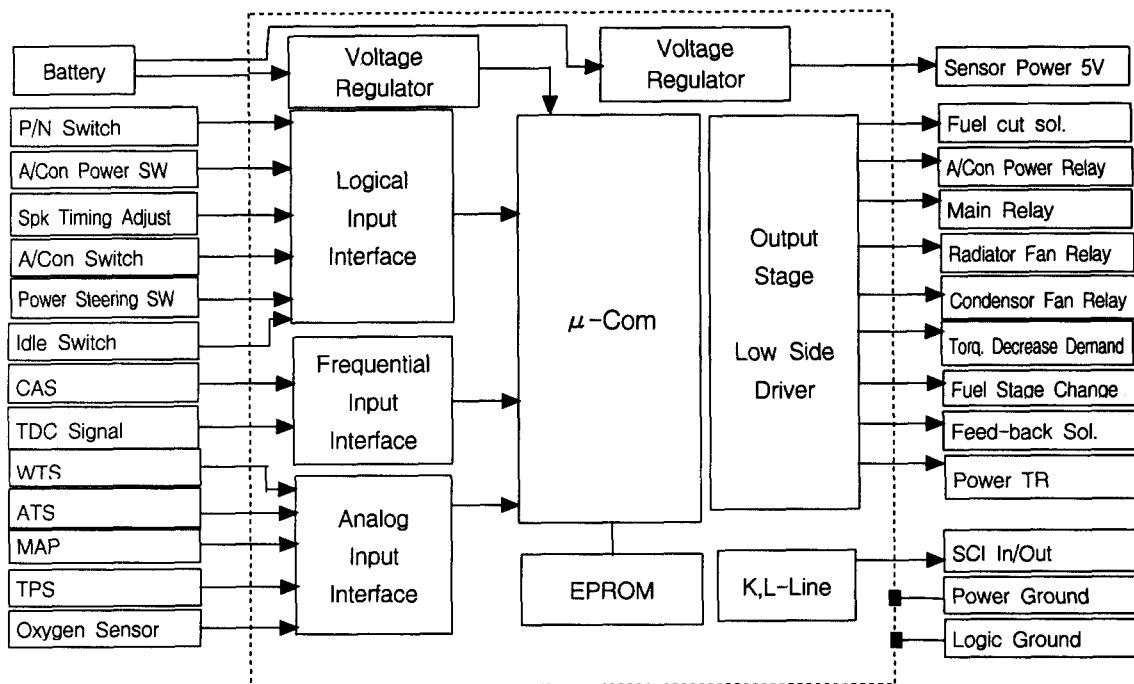 Battery
P/N Switch
A/Con Power SW
Spk Timing Adjust
A/Con Switch
Power Steering SW
Idle Switch
CAS
TDC Signal
WTS
ATS
MAP
TPS
Oxygen Sensor
Voltage
Regulator
Logical
Input
Interface
Frequential
Input
Interface
Analog
Input
Interface
Voltage
Regulator
μ-Com
EPROM
Output
Stage
Low Side
Driver
K,L-Line
Sensor Power 5V
Fuel cut sol.
A/Con Power Relay
Main Relay
Radiator Fan Relay
Condensor Fan Relay
Torq. Decrease Demand
Fuel Stage Change
Feed-back Sol.
Power TR
SCI In/Out
Power Ground
Logic Ground